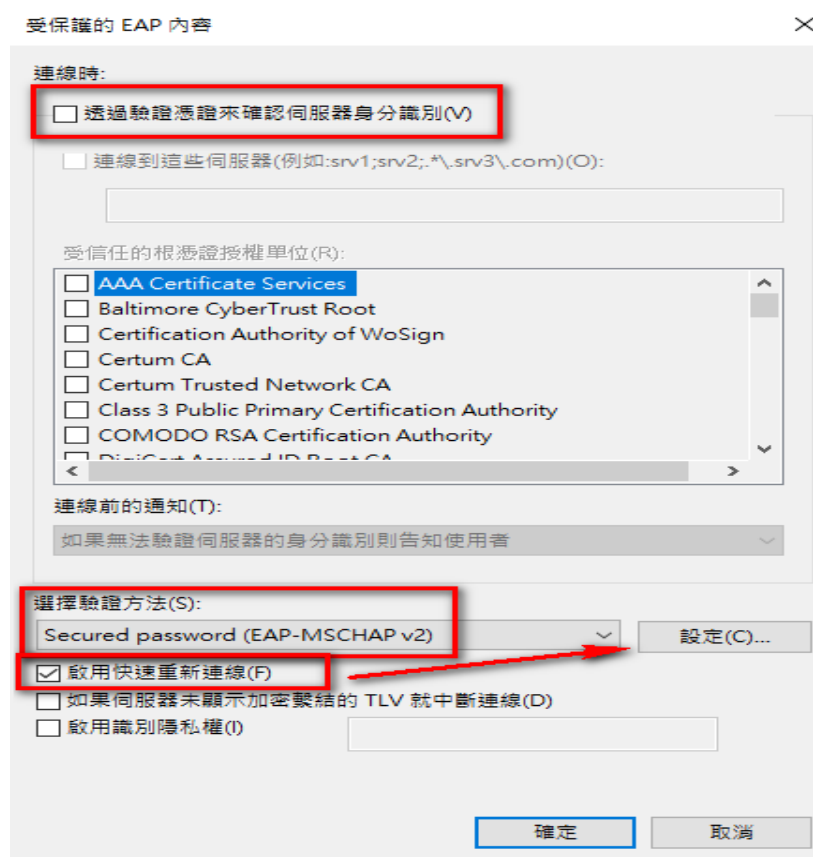 受保護的 EAP 內容
連線時:
透過驗證憑證來確認伺服器身分識別(V)
連線到這些伺服器(例如:srv1;srv2;.*\.srv3\.com)(O):
受信任的根憑證授權單位(R):
AAA Certificate Services
Baltimore CyberTrust Root
Certification Authority of WoSign
Certum CA
Certum Trusted Network CA
Class 3 Public Primary Certification Authority
COMODO RSA Certification Authority
DigiCert Assured ID Root CA
連線前的通知(T):
如果無法驗證伺服器的身分識別則告知使用者
選擇驗證方法(S):
Secured password (EAP-MSCHAP v2)
設定(C)...
啟用快速重新連線(F)
如果伺服器未顯示加密繫結的 TLV 就中斷連線(D)
啟用識別隱私權(I)
確定
取消